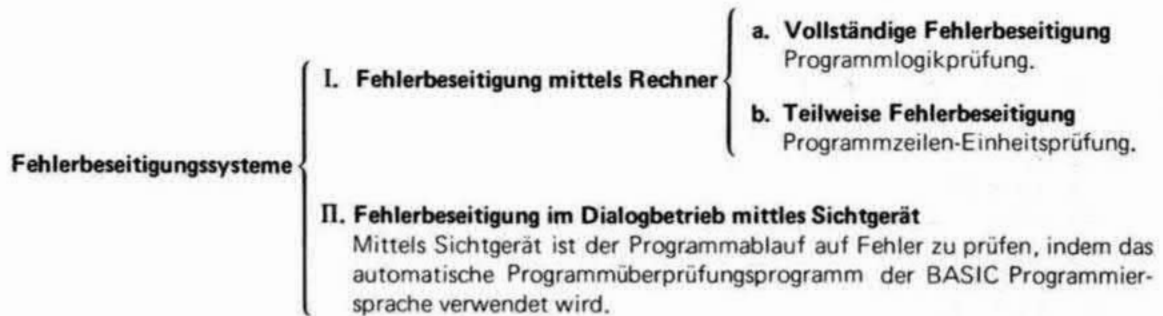 Fehlerbeseitigungssysteme
I. Fehlerbeseitigung mittels Rechner
a. Vollständige Fehlerbeseitigung
Programmlogikprüfung.
b. Teilweise Fehlerbeseitigung
Programmzeilen-Einheitsprüfung.
II. Fehlerbeseitigung im Dialogbetrieb mittles Sichtgerät
Mittels Sichtgerät ist der Programmablauf auf Fehler zu prüfen, indem das
automatische Programmüberprüfungsprogramm der BASIC Programmier-
sprache verwendet wird.